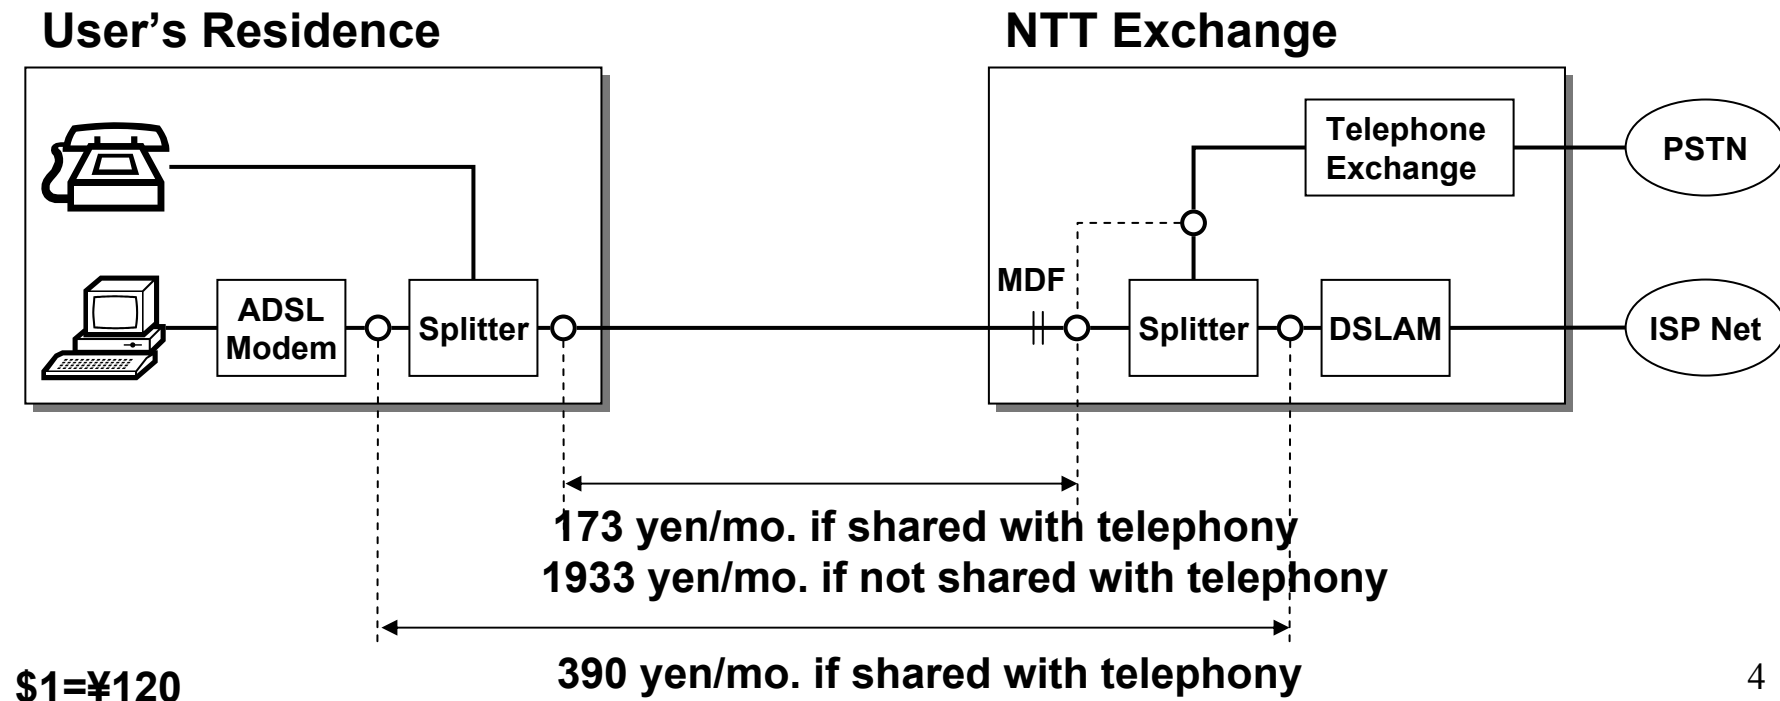 User's Residence
NTT Exchange
Telephone
Exchange
PSTN
MDF
ADSL
Modem
Splitter
Splitter
DSLAM
ISP Net
173 yen/mo. if shared with telephony
1933 yen/mo. if not shared with telephony
390 yen/mo. if shared with telephony
$1=¥120
4